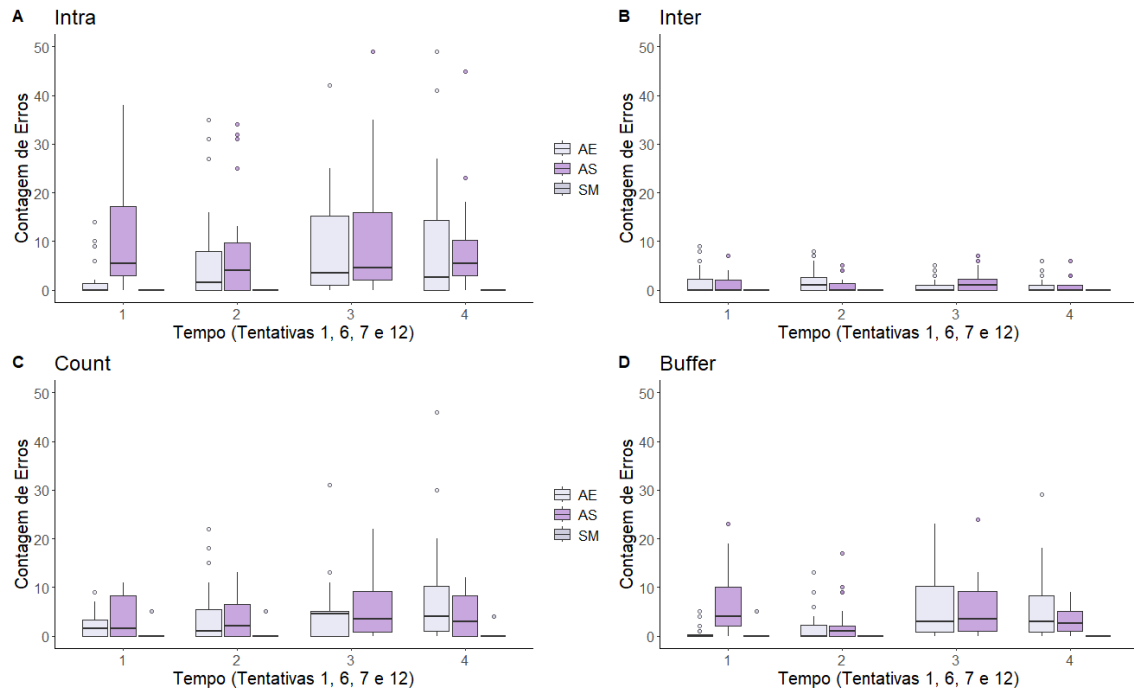 A Intra
50
40
30
20
10
0
Contagem de Erros
1 2 3 4
Tempo (Tentativas 1, 6, 7 e 12)
AE
AS
SM
B Inter
50
40
30
20
10
0
Contagem de Erros
1 2 3 4
Tempo (Tentativas 1, 6, 7 e 12)
C Count
50
40
30
20
10
0
Contagem de Erros
1 2 3 4
Tempo (Tentativas 1, 6, 7 e 12)
AE
AS
SM
D Buffer
50
40
30
20
10
0
Contagem de Erros
1 2 3 4
Tempo (Tentativas 1, 6, 7 e 12)